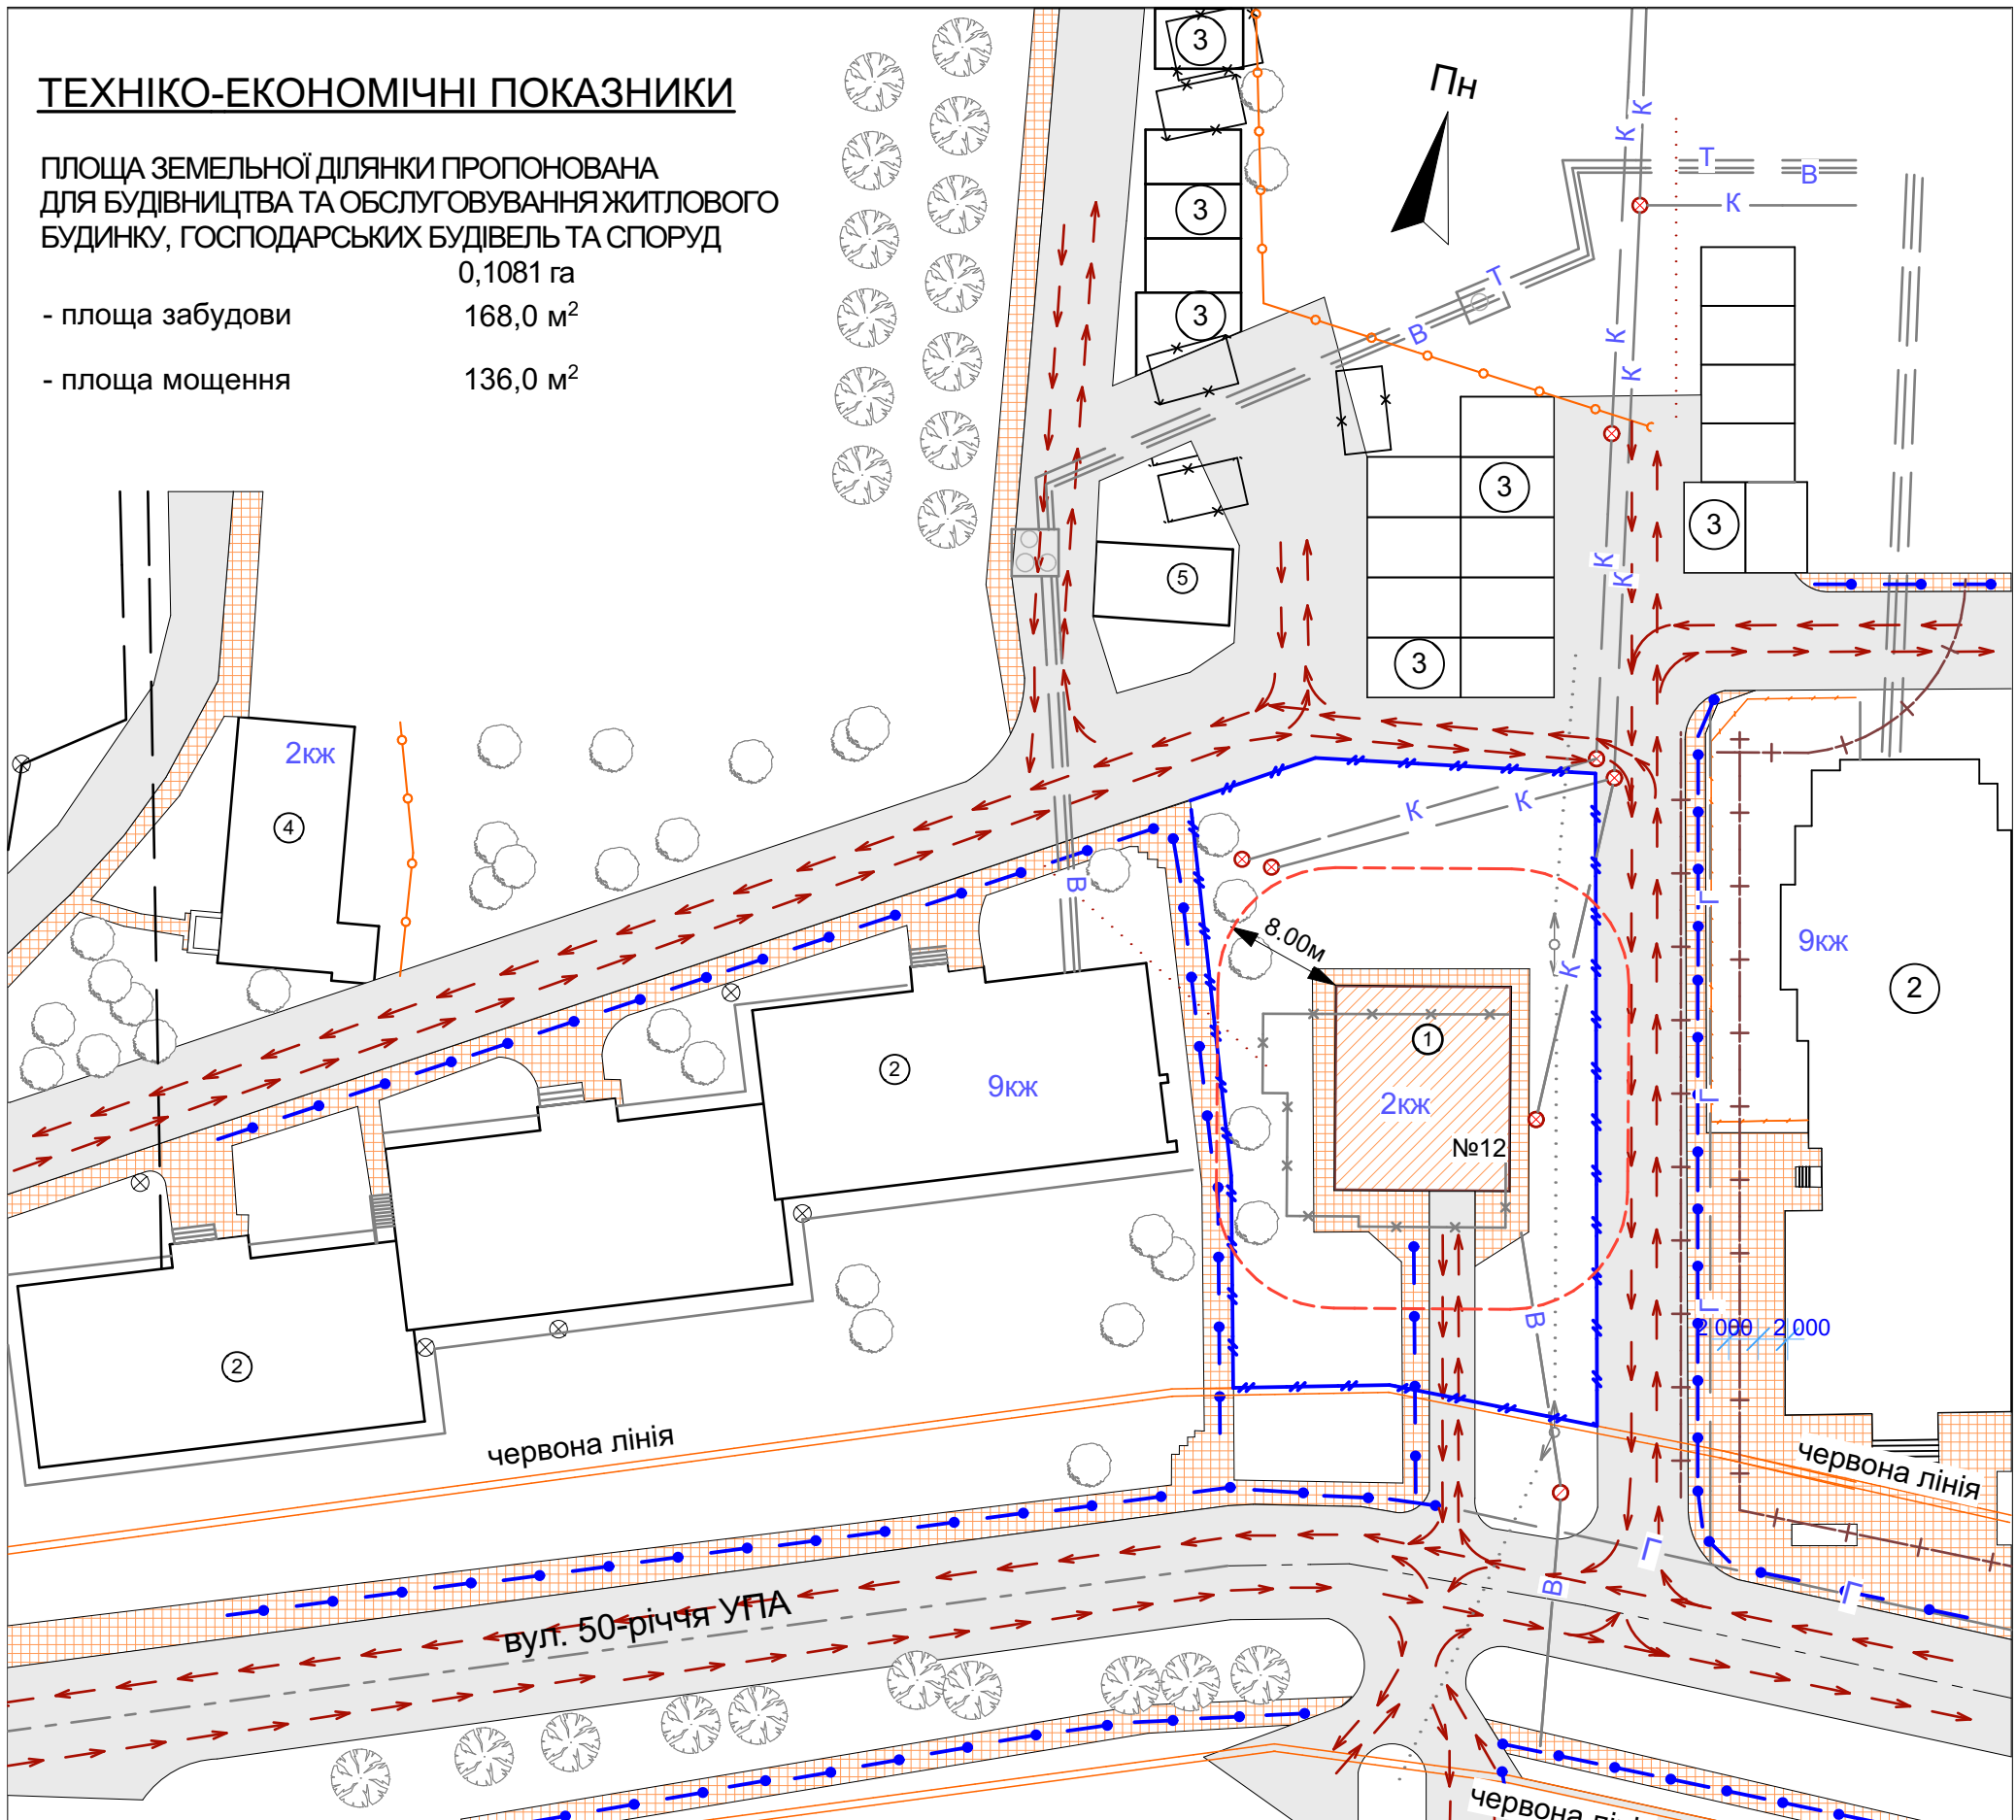 ТЕХНІКО-ЕКОНОМІЧНІ ПОКАЗНИКИ
ПЛОЩА ЗЕМЕЛЬНОЇ ДІЛЯНКИ ПРОПОНОВАНА
ДЛЯ БУДІВНИЦТВА ТА ОБСЛУГОВУВАННЯ ЖИТЛОВОГО
БУДИНКУ, ГОСПОДАРСЬКИХ БУДІВЕЛЬ ТА СПОРУД
0,1081 га
- площа забудови 168,0 м²
- площа мощення 136,0 м²
3
Пн
К
К
Т
В
К
3
Т
3
В
К
К
3
3
К
К
5
3
2кж
4
К
К
В
Г
8.00м
9кж
К
2
1
2
9кж
2кж
Г
№12
Г
В
2 000 2 000
2
червона лінія
червона лінія
Г
В
Г
вул. 50-річчя УПА
червона